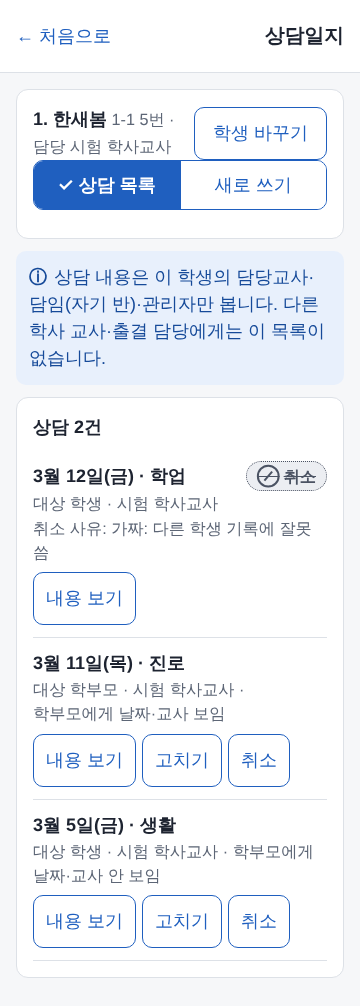 ← 처음으로
상담일지
1. 한새봄 1-1 5번 ·
담당 시험 학사교사
학생 바꾸기
✓ 상담 목록
새로 쓰기
ⓘ 상담 내용은 이 학생의 담당교사·
담임(자기 반)·관리자만 봅니다. 다른
학사 교사·출결 담당에게는 이 목록이
없습니다.
상담 2건
3월 12일(금) · 학업
취소
대상 학생 · 시험 학사교사
취소 사유: 가짜: 다른 학생 기록에 잘못
씀
내용 보기
3월 11일(목) · 진로
대상 학부모 · 시험 학사교사 ·
학부모에게 날짜·교사 보임
내용 보기
고치기
취소
3월 5일(금) · 생활
대상 학생 · 시험 학사교사 · 학부모에게
날짜·교사 안 보임
내용 보기
고치기
취소